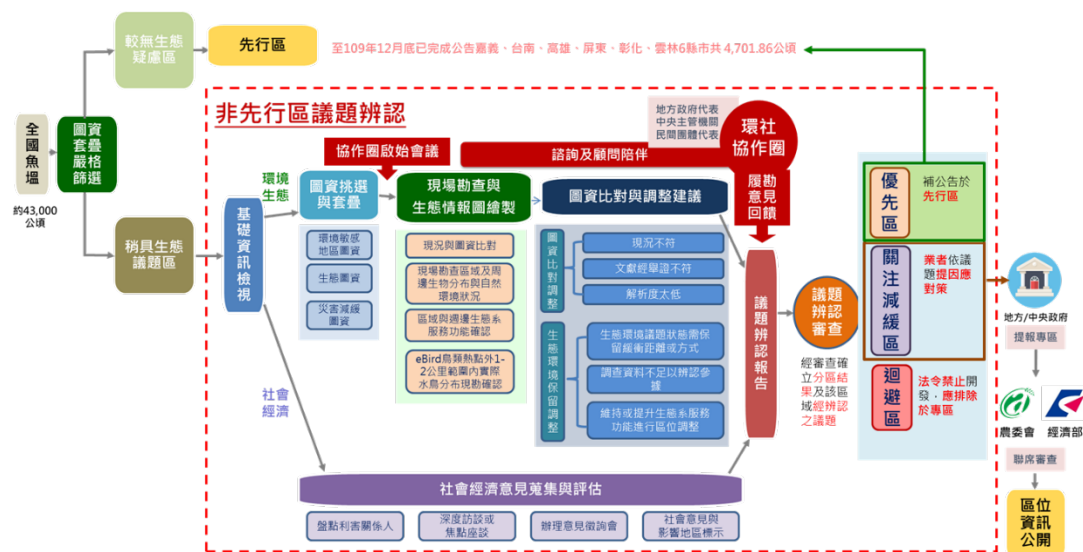 全國魚塭
約43,000
公頃
圖資
套疊
嚴格
篩選
較無生態
疑慮區
先行區
至109年12月底已完成公告嘉義、台南、高雄、屏東、彰化、雲林6縣市共 4,701.86公頃
稍具生態
議題區
非先行區議題辨認
地方政府代表
中央主管機關
民間團體代表
環社
協作圈
協作圈啟始會議
諮詢及顧問陪伴
履勘
意見
回饋
基礎資訊檢視
環境
生態
社會
經濟
圖資挑選
與套疊
環境敏感
地區圖資
生態圖資
災害減緩
圖資
現場勘查與
生態情報圖繪製
現況與圖資比對
現場勘查區域及周
邊生物分布與自然
環境狀況
區域與週邊生態系
服務功能確認
eBird鳥類熱點外1-
2公里範圍內實際
水鳥分布現勘確認
圖資比對與調整建議
圖資比對調整
現況不符
文獻經舉證不符
解析度太低
生態環境保留調整
生態環境議題狀態需保
留緩衝距離或方式
調查資料不足以辨認參
據
維持或提升生態系服務
功能進行區位調整
社會經濟意見蒐集與評估
盤點利害關係人
深度訪談或
焦點座談
辦理意見徵詢會
社會意見與
影響地區標示
議題辨認報告
議題
辨認
審查
經審查確
立分區結
果及該區
域經辨認
之議題
優先區
補公告於
先行區
關注減緩區
業者依議
題提因應
對策
迴避區
法令禁止開
發，應排除
於專區
地方/中央政府
提報專區
農委會
經濟部
聯席審查
區位
資訊
公開